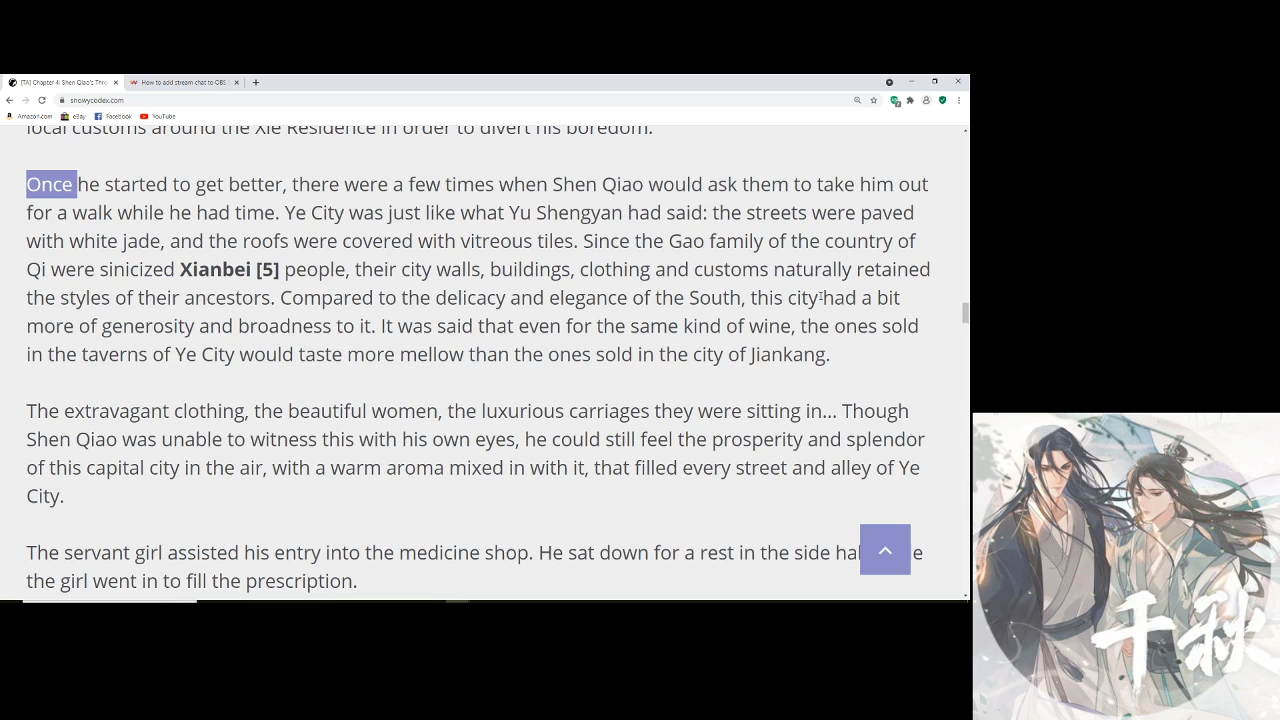 [TA] Chapter 4: Shen Qiao's Thre
How to add stream chat to OBS
snowycodex.com
Amazon.com
eBay
Facebook
YouTube
local customs around the Xie Residence in order to divert his boredom.
Once he started to get better, there were a few times when Shen Qiao would ask them to take him out
for a walk while he had time. Ye City was just like what Yu Shengyan had said: the streets were paved
with white jade, and the roofs were covered with vitreous tiles. Since the Gao family of the country of
Qi were sinicized Xianbei [5] people, their city walls, buildings, clothing and customs naturally retained
the styles of their ancestors. Compared to the delicacy and elegance of the South, this city had a bit
more of generosity and broadness to it. It was said that even for the same kind of wine, the ones sold
in the taverns of Ye City would taste more mellow than the ones sold in the city of Jiankang.
The extravagant clothing, the beautiful women, the luxurious carriages they were sitting in... Though
Shen Qiao was unable to witness this with his own eyes, he could still feel the prosperity and splendor
of this capital city in the air, with a warm aroma mixed in with it, that filled every street and alley of Ye
City.
The servant girl assisted his entry into the medicine shop. He sat down for a rest in the side hal e
the girl went in to fill the prescription.
千秋